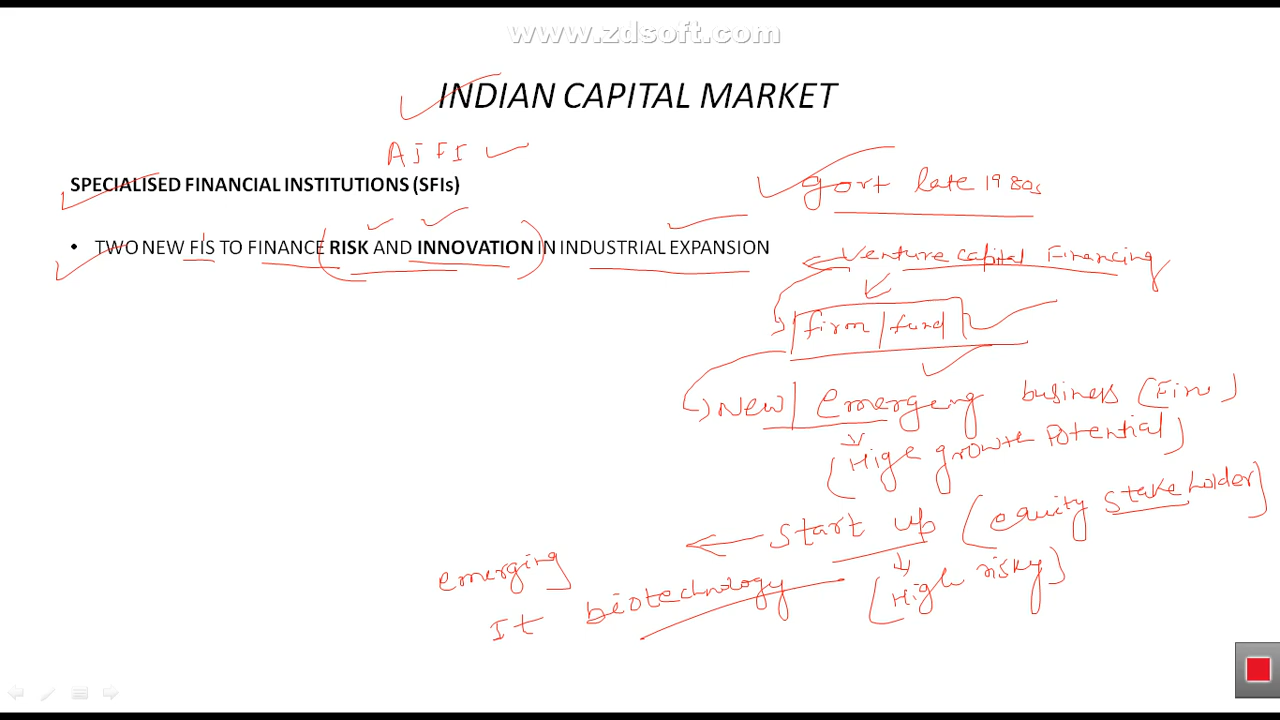 www.zdsoft.com
INDIAN CAPITAL MARKET
AIFI
SPECIALISED FINANCIAL INSTITUTIONS (SFIs)
govt late 1980s
• TWO NEW FIS TO FINANCE RISK AND INNOVATION IN INDUSTRIAL EXPANSION
Venture capital Financing
firm | fund
New | emerging business (Firm)
(High growth Potential)
Start up (equity stake holder)
(High risky)
emerging
It biotechnology